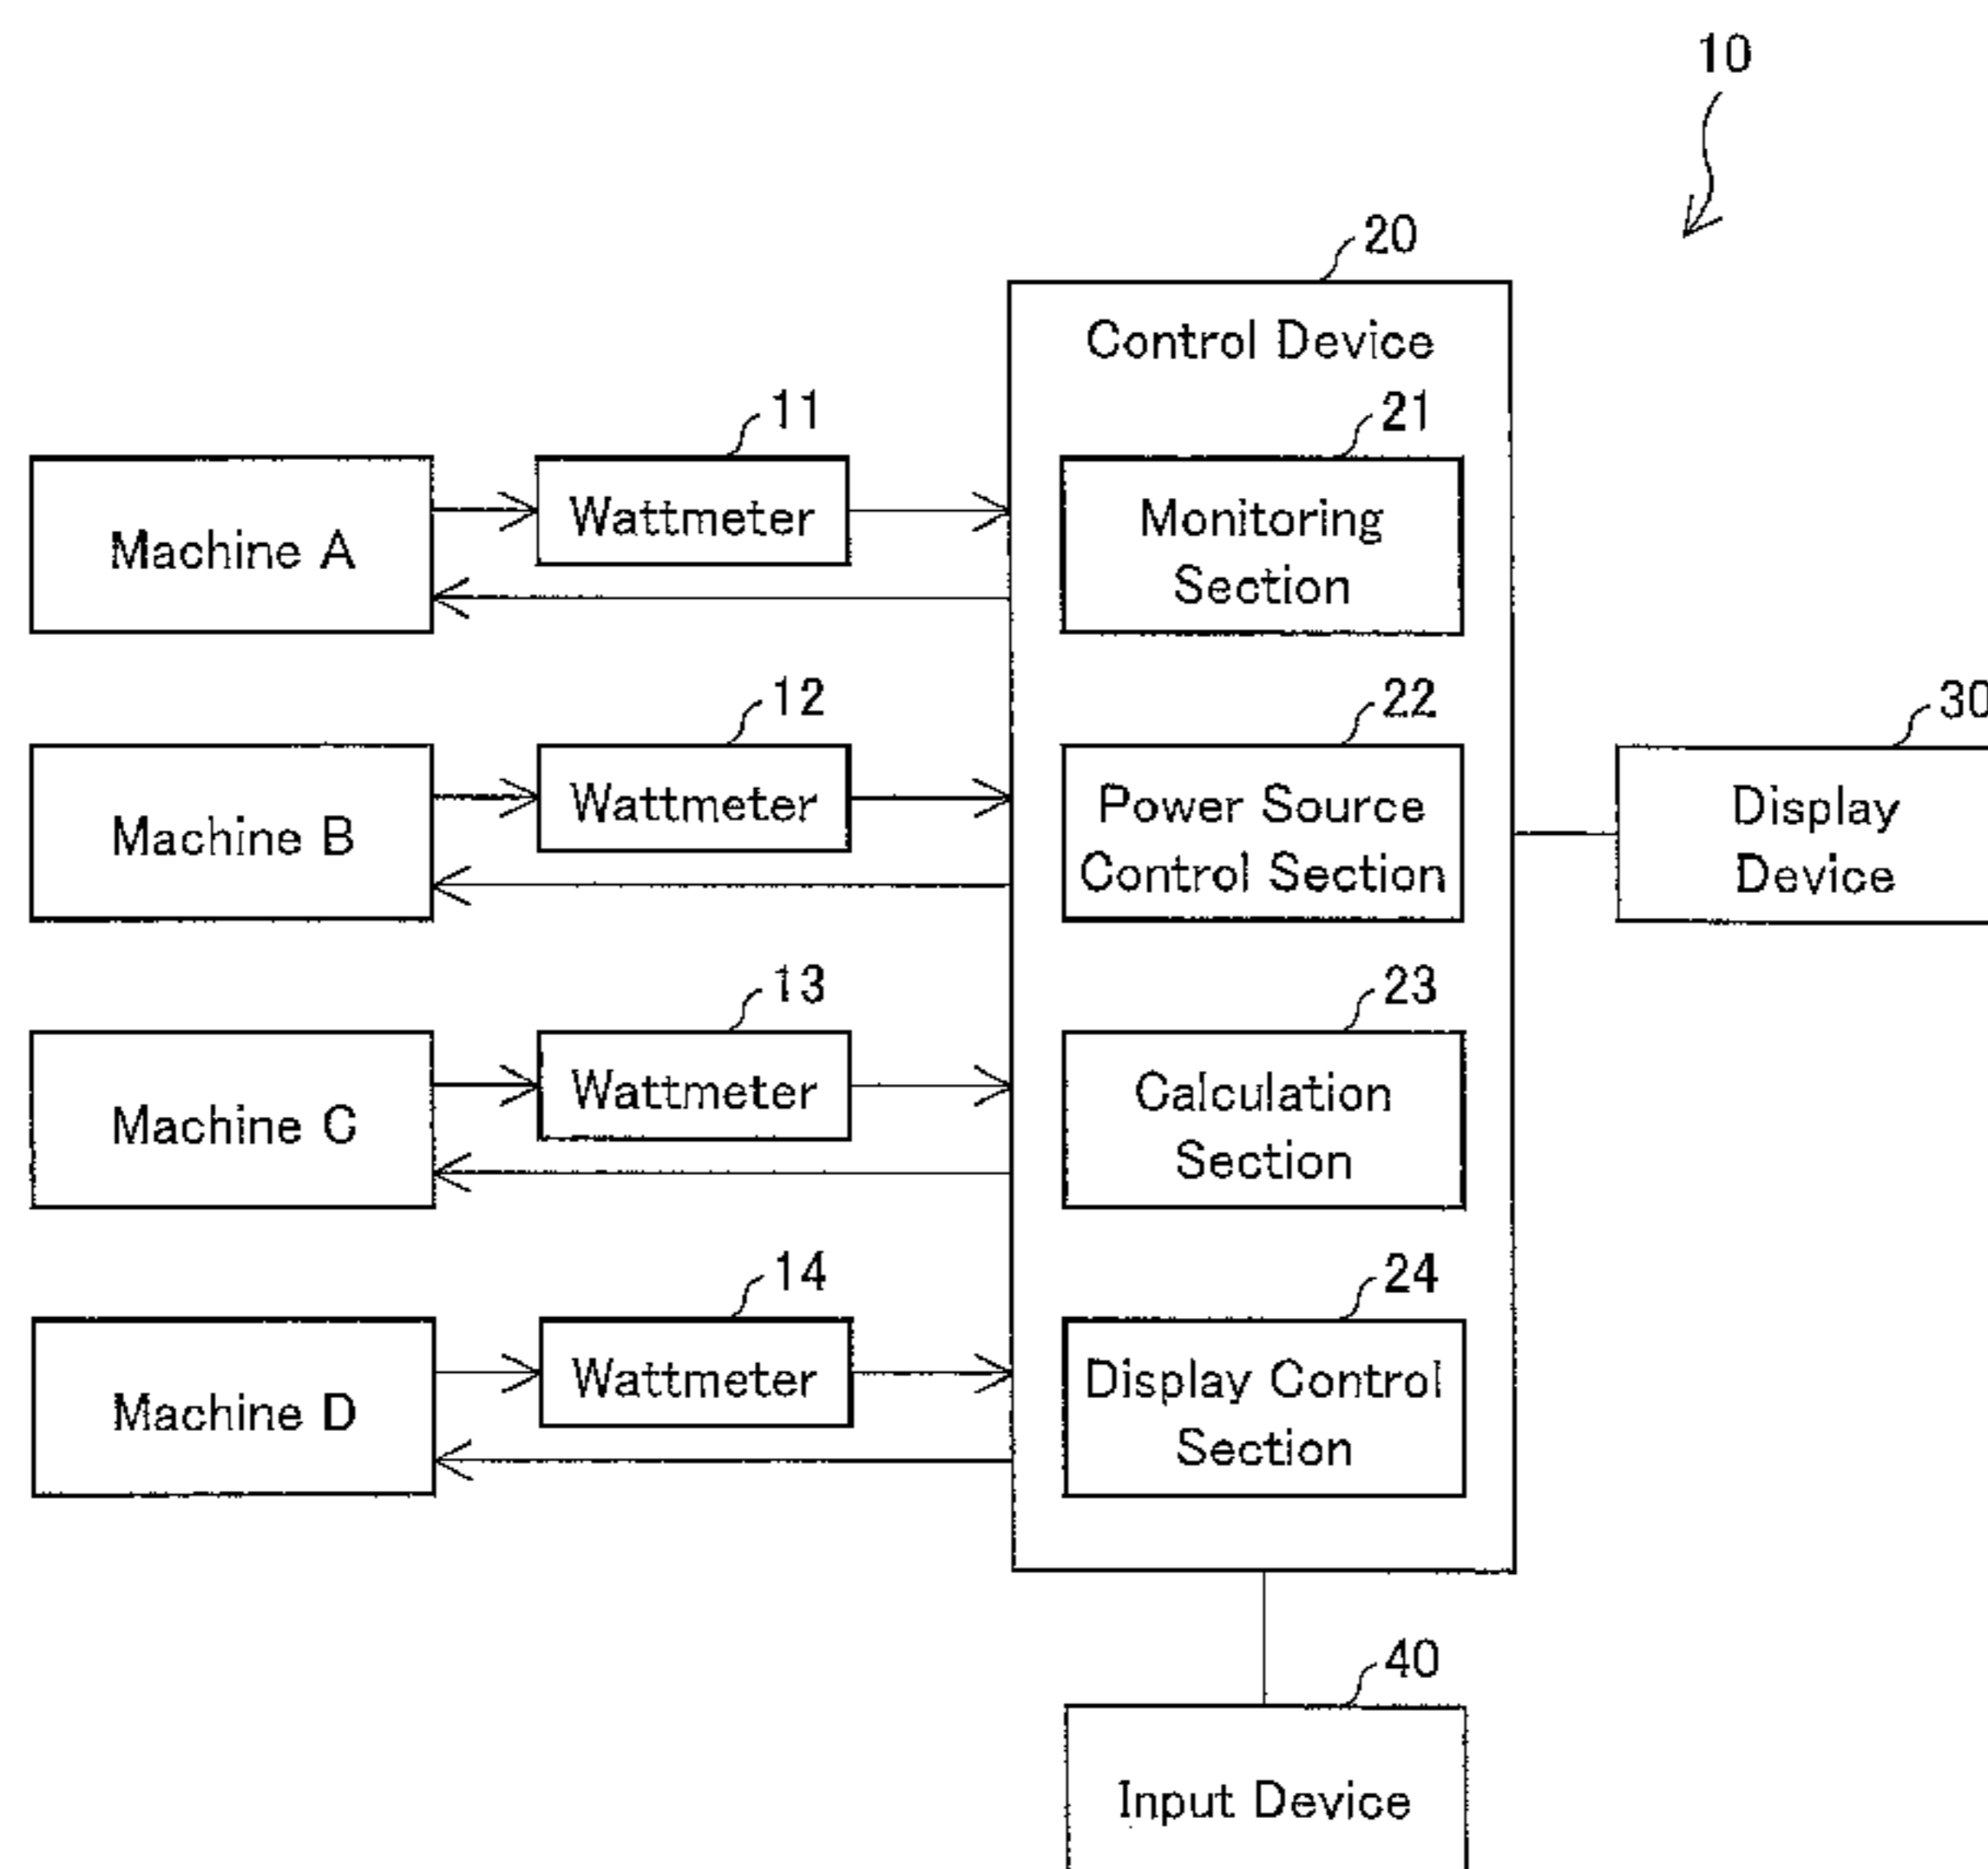 10
20
Control Device
11
21
Machine A
Wattmeter
Monitoring
Section
12
22
30
Machine B
Wattmeter
Power Source
Control Section
Display
Device
13
23
Machine C
Wattmeter
Calculation
Section
14
24
Machine D
Wattmeter
Display Control
Section
40
Input Device